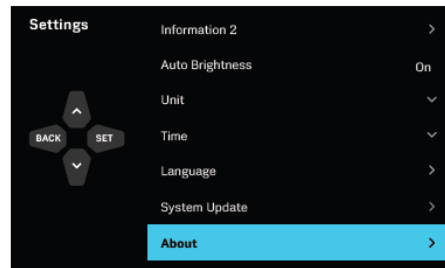 Settings
Information 2
Auto Brightness On
Unit
BACK SET
Time
Language
System Update
About